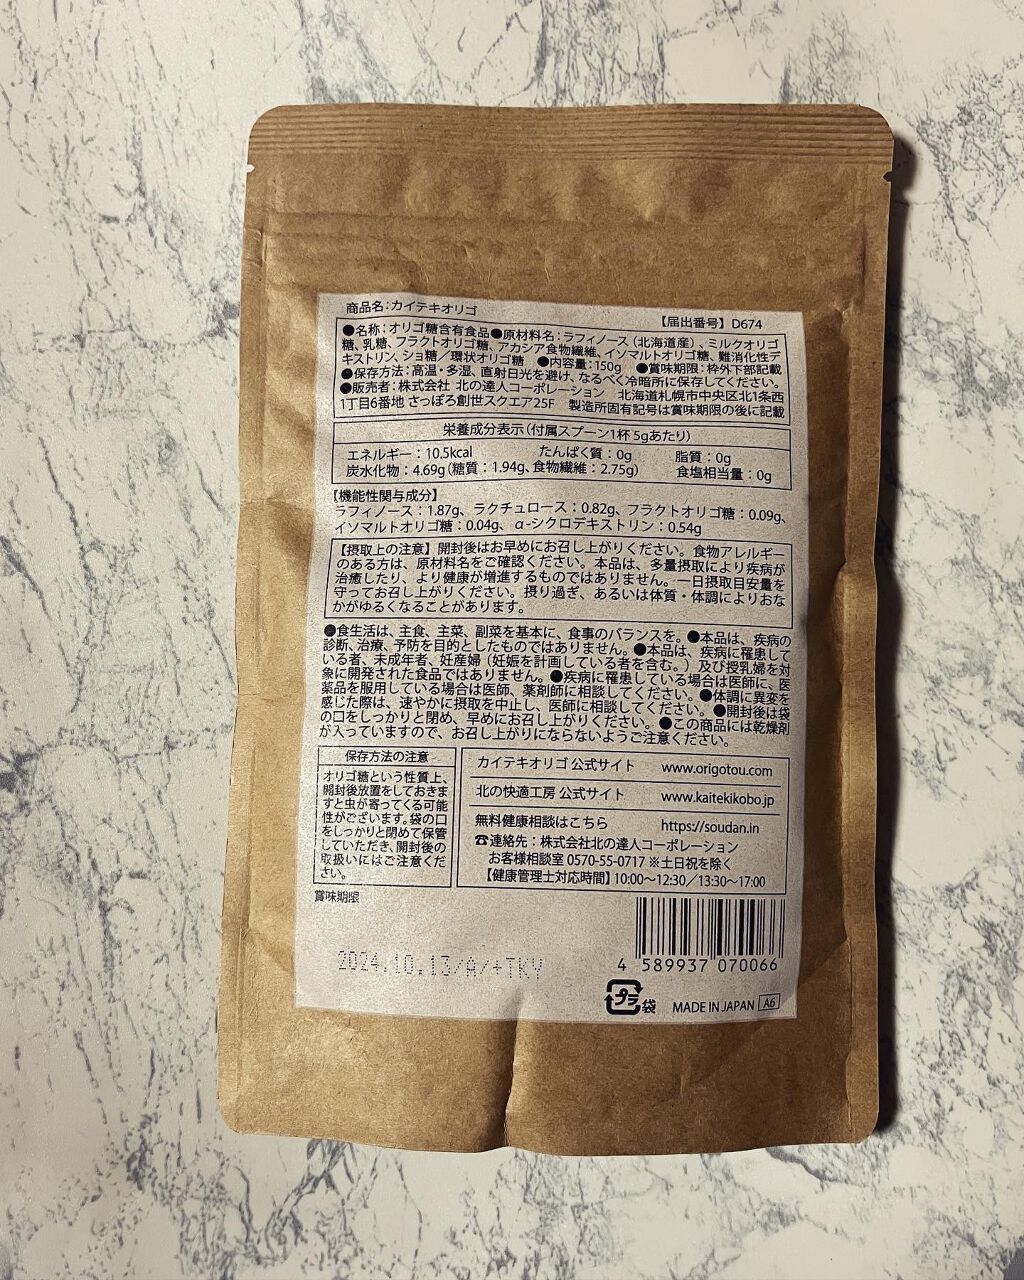 商品名：カイテキオリゴ
【届出番号】D674
●名称：オリゴ糖含有食品●原材料名：ラフィノース（北海道産）、ミルクオリゴ
糖、乳糖、フラクトオリゴ糖、アカシア食物繊維、イソマルトオリゴ糖、難消化性デ
キストリン、ショ糖／環状オリゴ糖　●内容量：150g　●賞味期限：枠外下部記載
●保存方法：高温・多湿、直射日光を避け、なるべく冷暗所に保存してください。
●販売者：株式会社 北の達人コーポレーション　北海道札幌市中央区北1条西
1丁目6番地 さっぽろ創世スクエア25F　製造所固有記号は賞味期限の後に記載
栄養成分表示（付属スプーン1杯 5gあたり）
エネルギー：10.5kcal　たんぱく質：0g　脂質：0g
炭水化物：4.69g（糖質：1.94g、食物繊維：2.75g）　食塩相当量：0g
【機能性関与成分】
ラフィノース：1.87g、ラクチュロース：0.82g、フラクトオリゴ糖：0.09g、
イソマルトオリゴ糖：0.04g、α-シクロデキストリン：0.54g
【摂取上の注意】開封後はお早めにお召し上がりください。食物アレルギー
のある方は、原材料名をご確認ください。本品は、多量摂取により疾病が
治癒したり、より健康が増進するものではありません。一日摂取目安量を
守ってお召し上がりください。摂り過ぎ、あるいは体質・体調によりおな
かがゆるくなることがあります。
●食生活は、主食、主菜、副菜を基本に、食事のバランスを。●本品は、疾病の
診断、治療、予防を目的としたものではありません。●本品は、疾病に罹患して
いる者、未成年者、妊産婦（妊娠を計画している者を含む。）及び授乳婦を対
象に開発された食品ではありません。●疾病に罹患している場合は医師に、医
薬品を服用している場合は医師、薬剤師に相談してください。●体調に異変を
感じた際は、速やかに摂取を中止し、医師に相談してください。●開封後は袋
の口をしっかりと閉め、早めにお召し上がりください。●この商品には乾燥剤
が入っていますので、お召し上がりにならないようご注意ください。
保存方法の注意
オリゴ糖という性質上、
開封後放置をしておきま
すと虫が寄ってくる可能
性がございます。袋の口
をしっかりと閉めて保管
していただき、開封後の
取扱いにはご注意くだ
さい。
カイテキオリゴ 公式サイト　www.origotou.com
北の快適工房 公式サイト　www.kaitekikobo.jp
無料健康相談はこちら　https://soudan.in
☎連絡先：株式会社北の達人コーポレーション
お客様相談室 0570-55-0717 ※土日祝を除く
【健康管理士対応時間】10:00～12:30／13:30～17:00
賞味期限
2024.10.13/A/+TKY
4 589937 070066
プラ 袋 MADE IN JAPAN A6